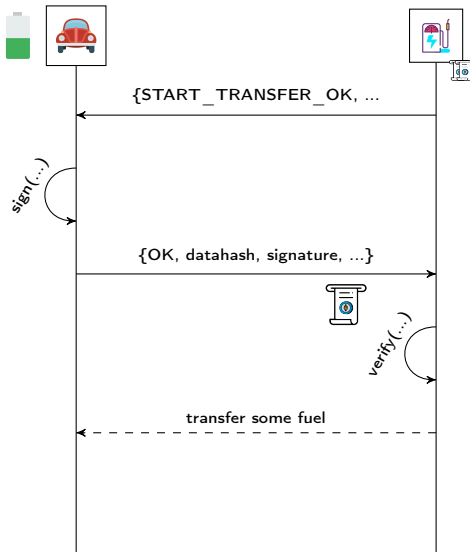 {START_TRANSFER_OK, ...
sign(...)
{OK, datahash, signature, ...}
verify(...)
transfer some fuel